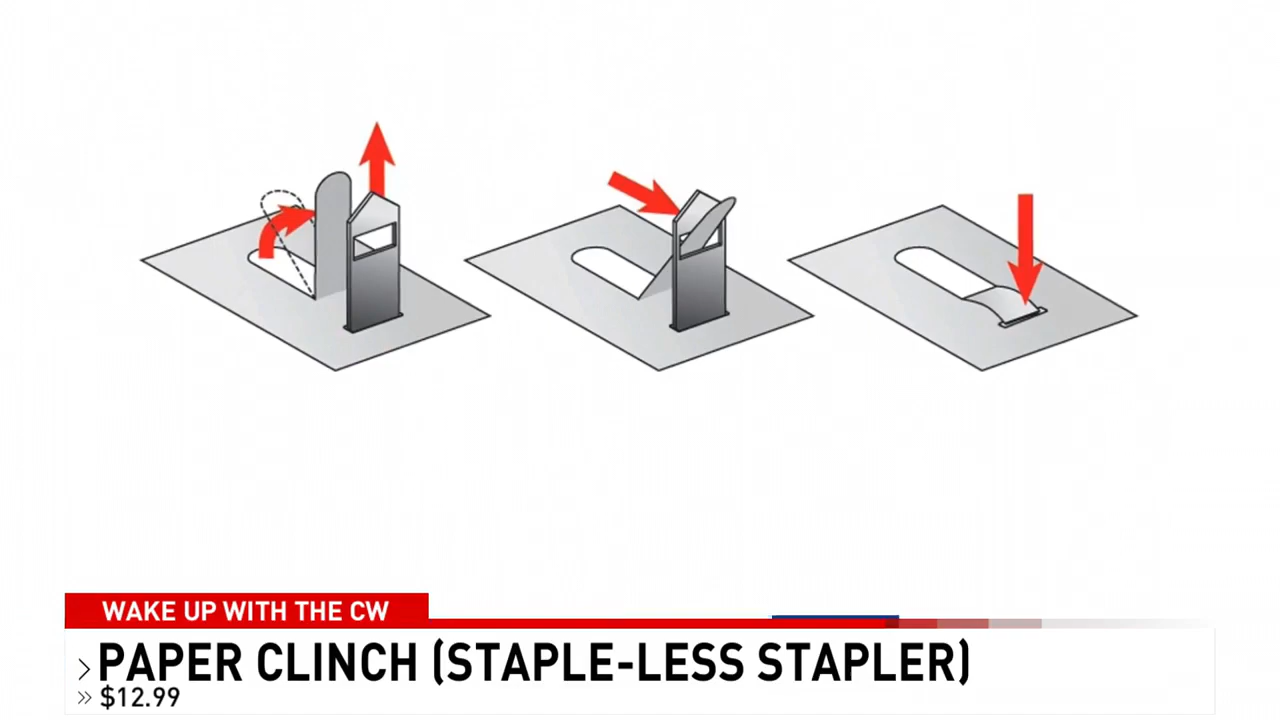 WAKE UP WITH THE CW
PAPER CLINCH (STAPLE-LESS STAPLER)
$12.99